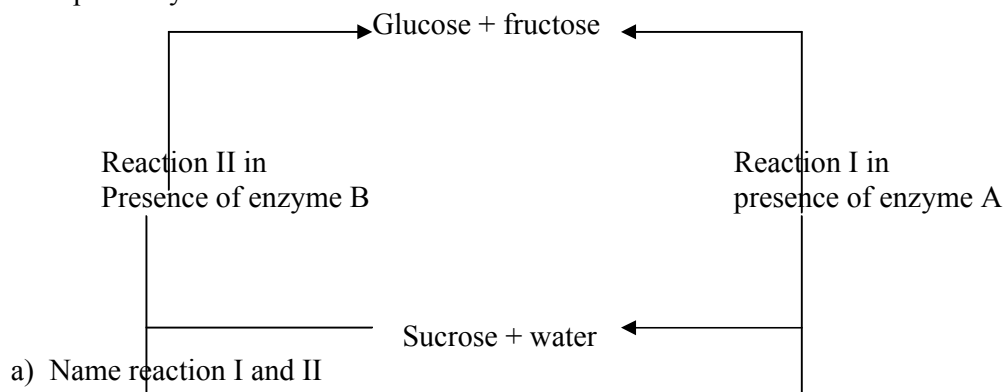 Glucose + fructose
Reaction II in
Presence of enzyme B
Reaction I in
presence of enzyme A
Sucrose + water
a) Name reaction I and II